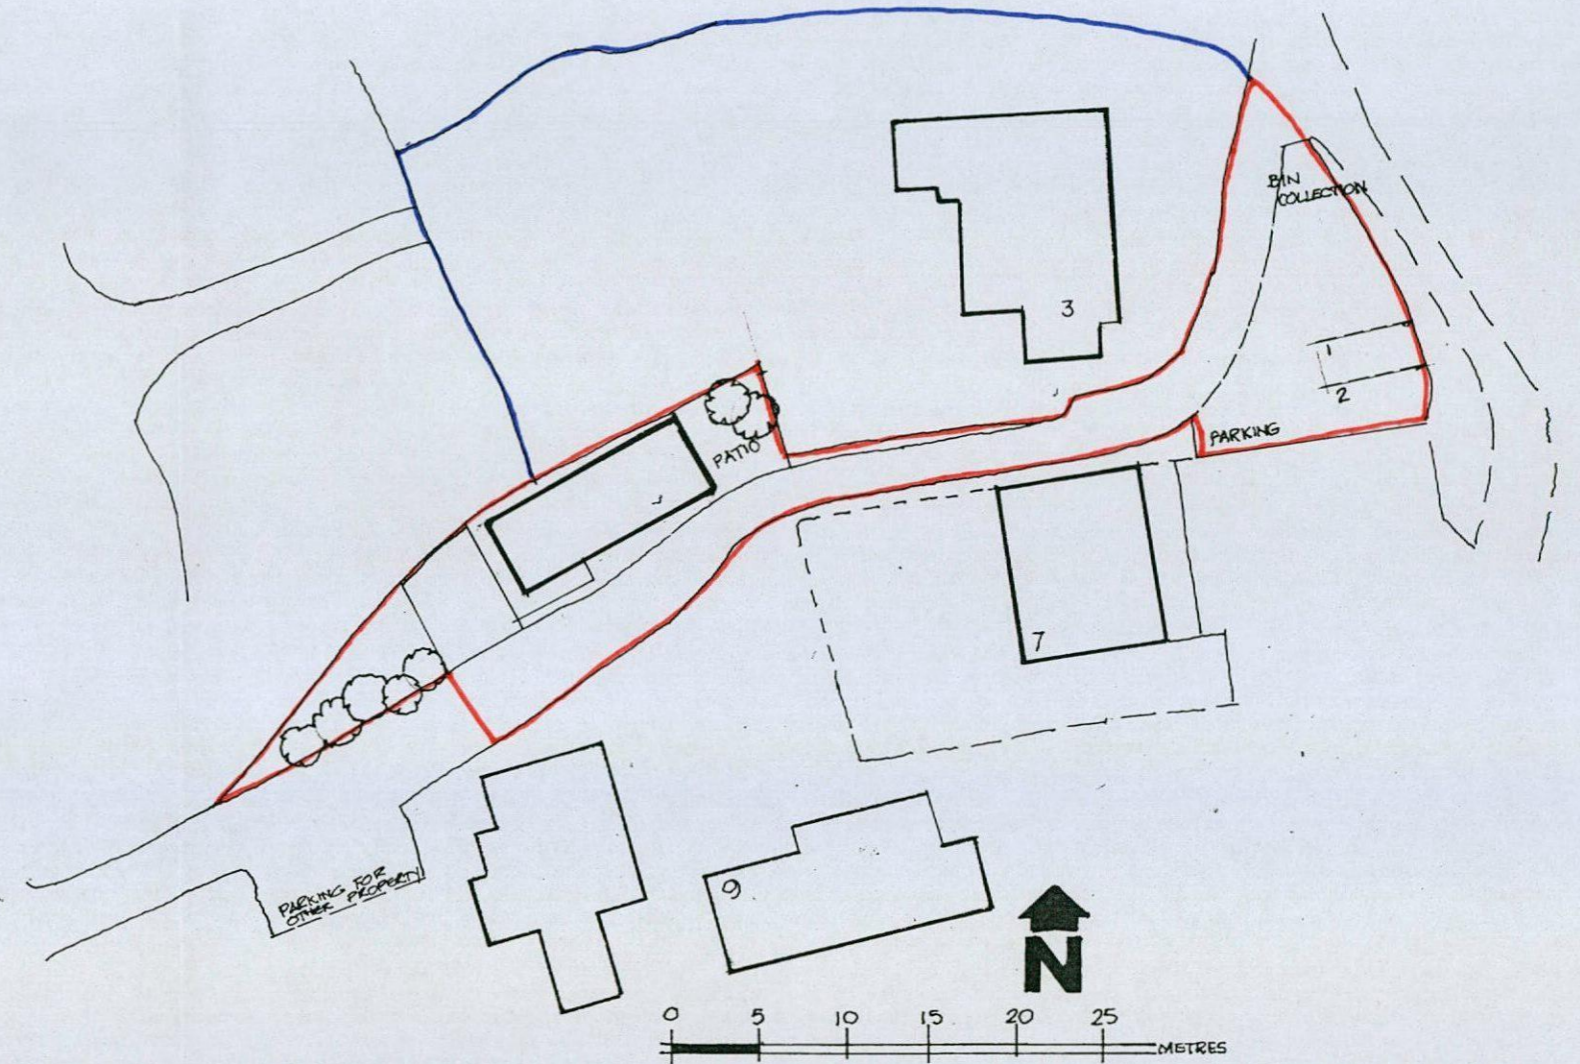 BIN
COLLECTION
3
1
2
PARKING
PATIO
7
PARKING FOR
OTHER PROPERTY
9
N
0 5 10 15 20 25
METRES